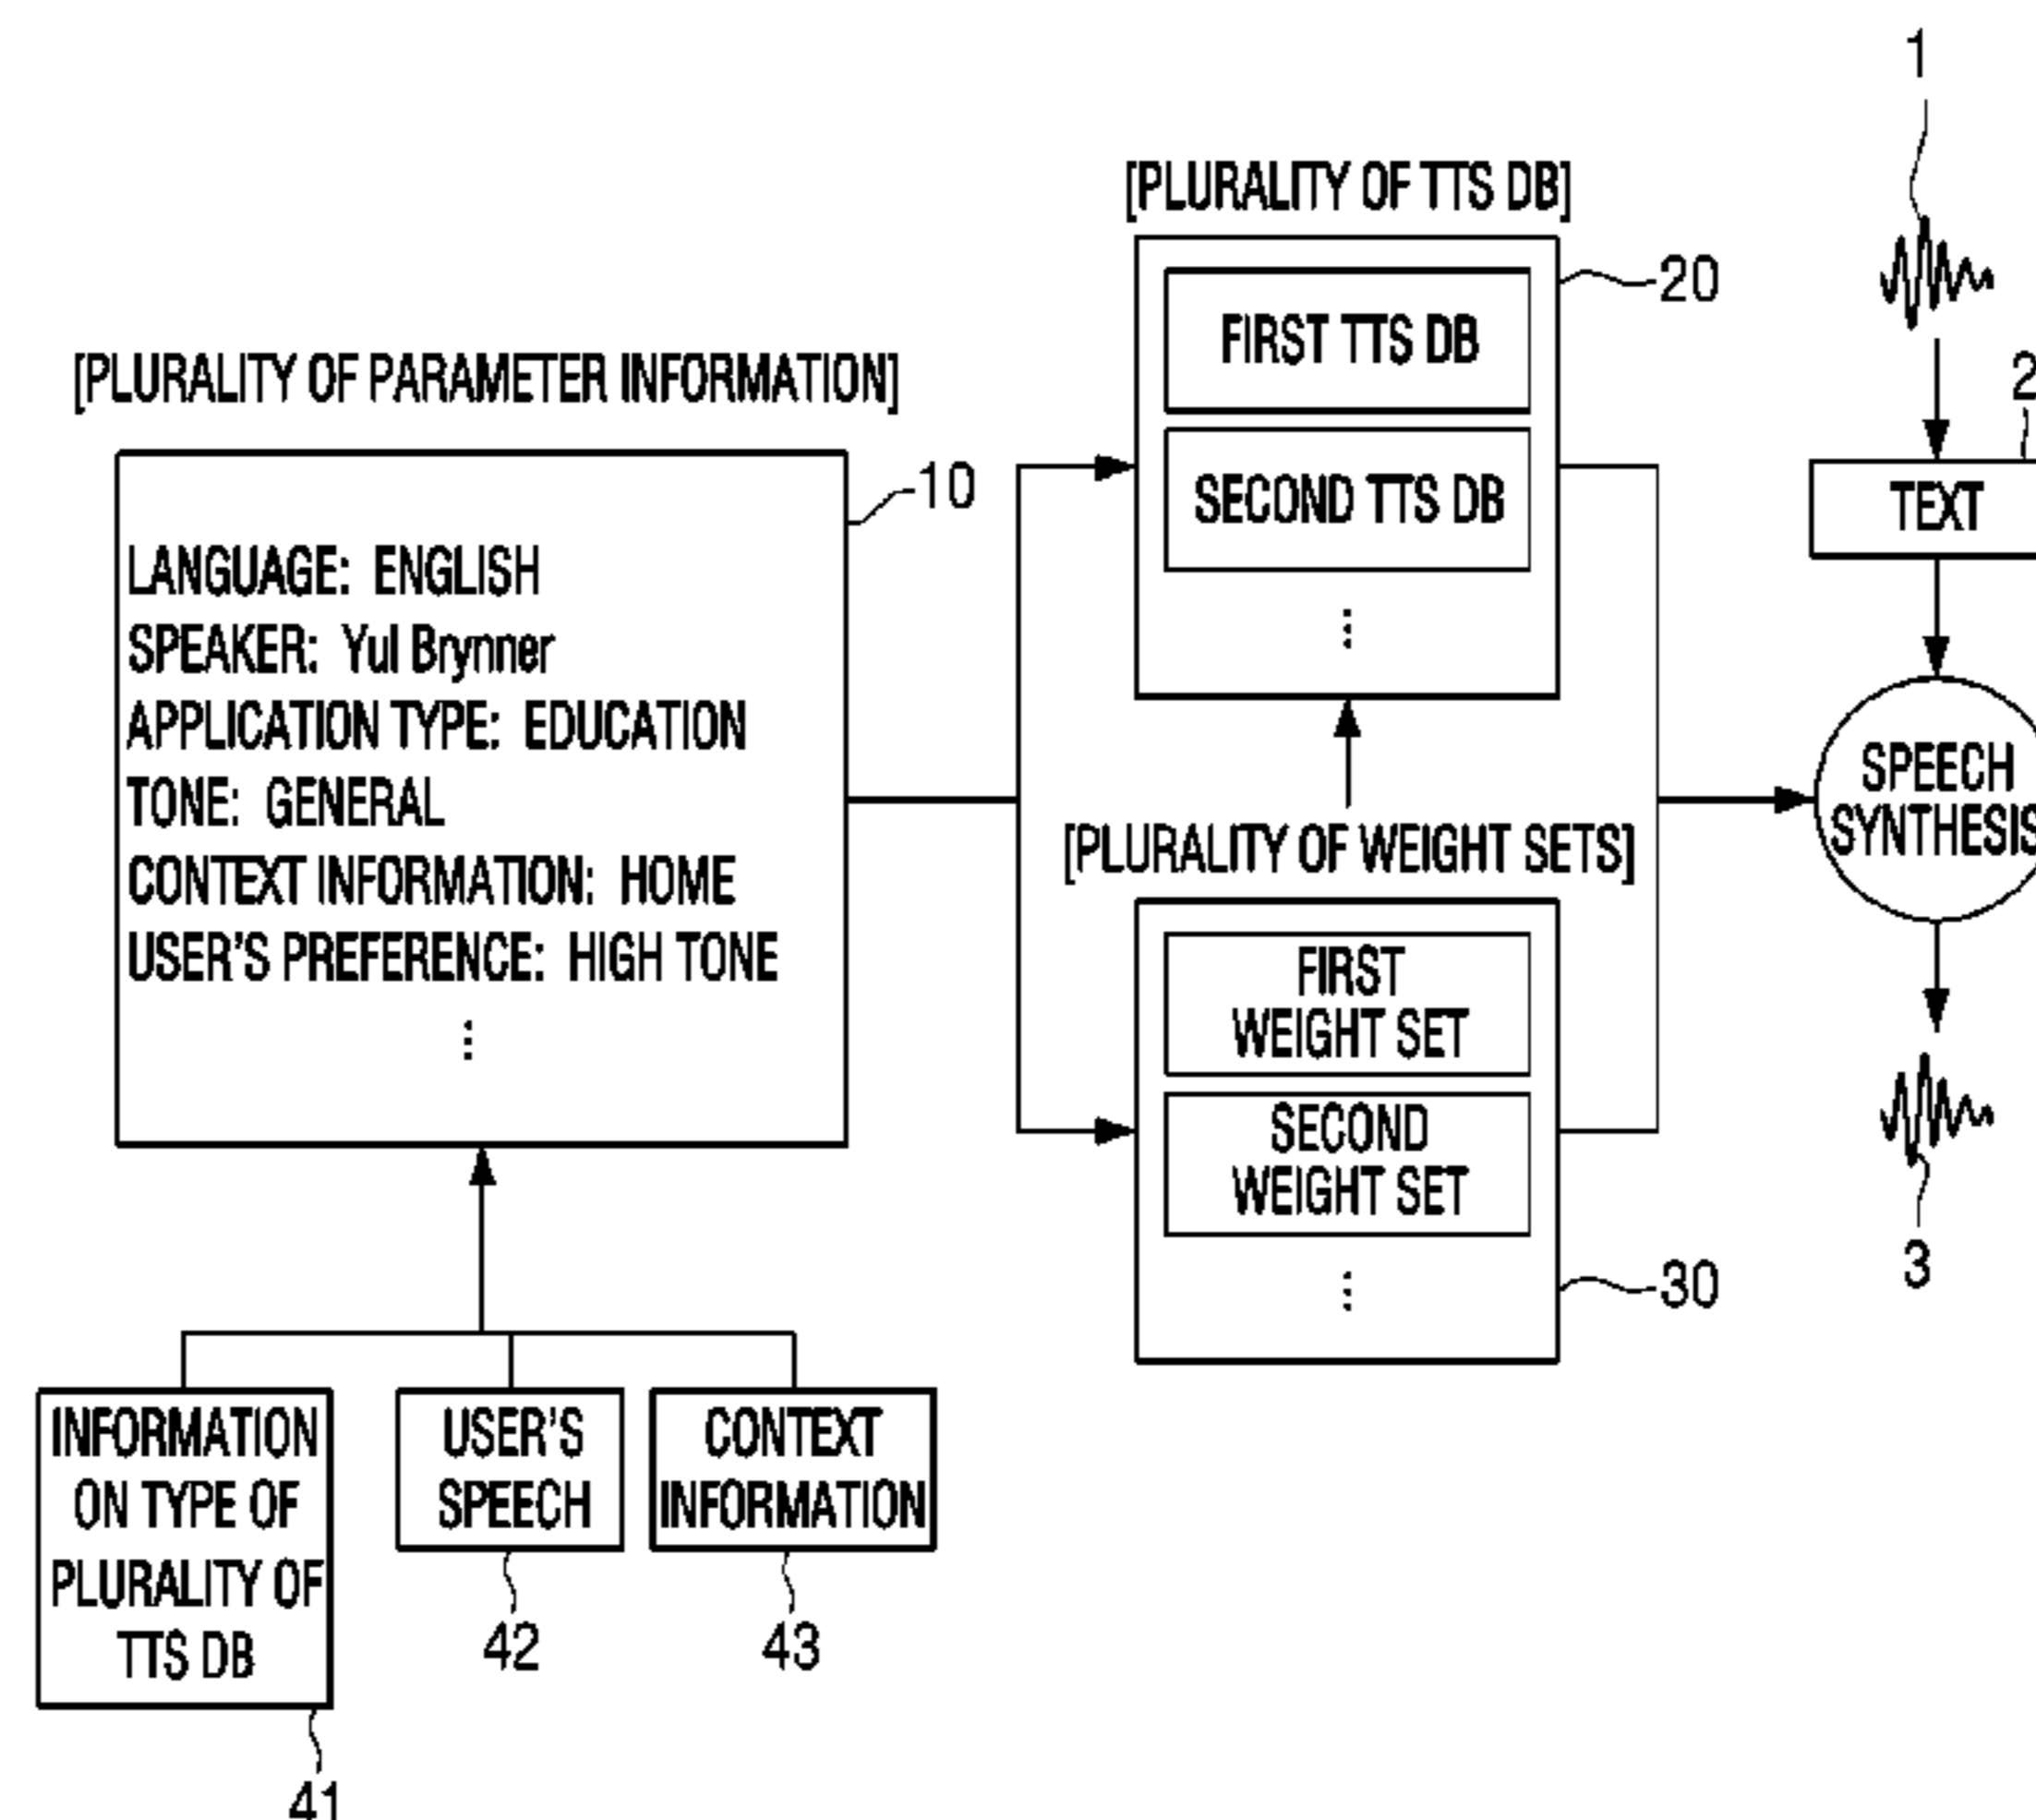 1
[PLURALITY OF TTS DB]
20
FIRST TTS DB
[PLURALITY OF PARAMETER INFORMATION]
2
10
SECOND TTS DB
TEXT
LANGUAGE: ENGLISH
SPEAKER: Yul Brynner
APPLICATION TYPE: EDUCATION
TONE: GENERAL
CONTEXT INFORMATION: HOME
USER'S PREFERENCE: HIGH TONE
SPEECH
SYNTHESIS
[PLURALITY OF WEIGHT SETS]
FIRST
WEIGHT SET
SECOND
WEIGHT SET
3
30
INFORMATION
ON TYPE OF
PLURALITY OF
TTS DB
USER'S
SPEECH
CONTEXT
INFORMATION
42
43
41